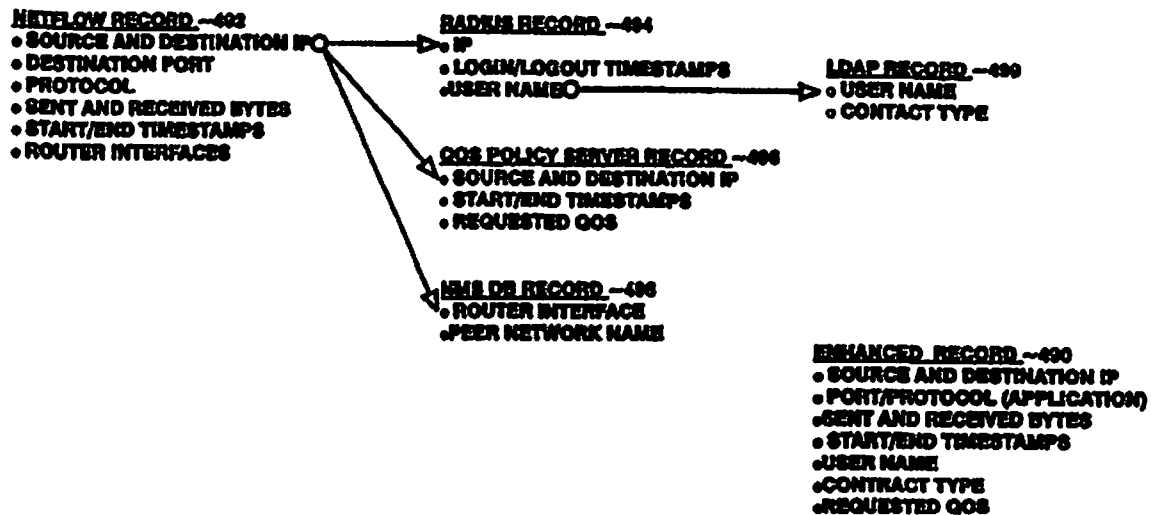 NETFLOW RECORD ~492
• SOURCE AND DESTINATION IP
• DESTINATION PORT
• PROTOCOL
• SENT AND RECEIVED BYTES
• START/END TIMESTAMPS
• ROUTER INTERFACES
RADIUS RECORD ~494
• IP
• LOGIN/LOGOUT TIMESTAMPS
•USER NAME
LDAP RECORD ~499
• USER NAME
• CONTACT TYPE
QOS POLICY SERVER RECORD ~496
• SOURCE AND DESTINATION IP
• START/END TIMESTAMPS
• REQUESTED QOS
NMS DB RECORD ~498
• ROUTER INTERFACE
•PEER NETWORK NAME
ENHANCED RECORD ~490
• SOURCE AND DESTINATION IP
• PORT/PROTOCOL (APPLICATION)
•SENT AND RECEIVED BYTES
• START/END TIMESTAMPS
•USER NAME
•CONTRACT TYPE
•REQUESTED QOS